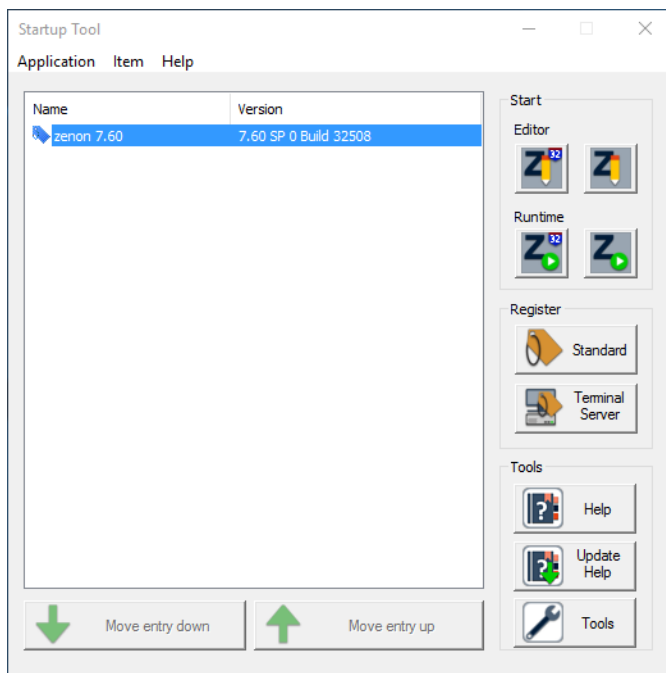 Startup Tool
Application Item Help
Name Version
zenon 7.60 7.60 SP 0 Build 32508
Start
Editor
Z 32 Z
Runtime
Z 32 Z
Register
Standard
Terminal
Server
Tools
Help
Update
Help
Tools
Move entry down Move entry up